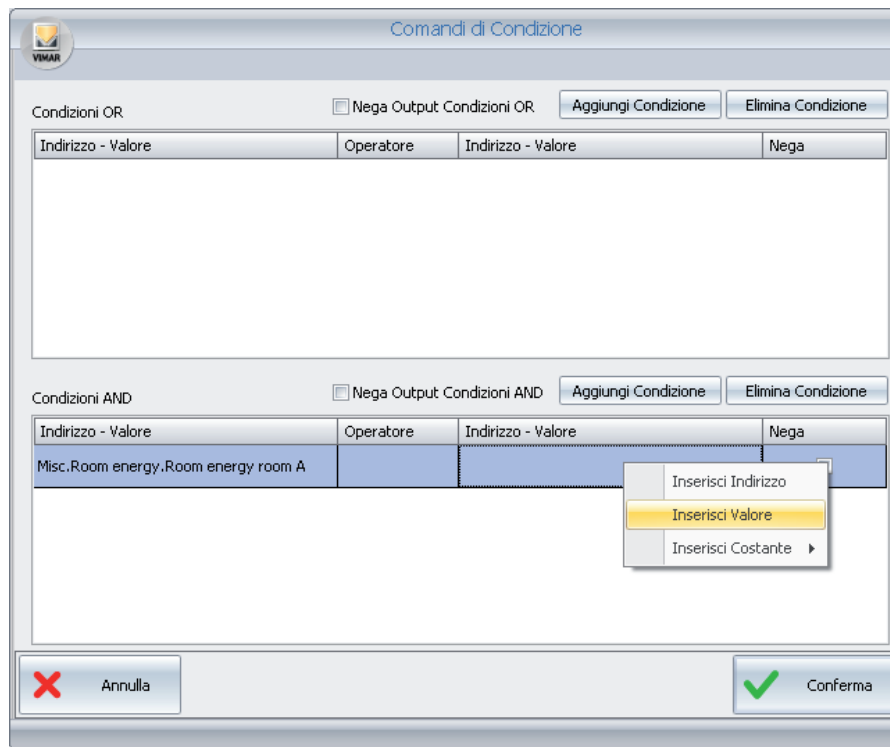 Comandi di Condizione
VIMAR
Condizioni OR
Nega Output Condizioni OR
Aggiungi Condizione
Elimina Condizione
Indirizzo - Valore
Operatore
Indirizzo - Valore
Nega
Condizioni AND
Nega Output Condizioni AND
Aggiungi Condizione
Elimina Condizione
Indirizzo - Valore
Operatore
Indirizzo - Valore
Nega
Misc.Room energy.Room energy room A
Inserisci Indirizzo
Inserisci Valore
Inserisci Costante
Annulla
Conferma